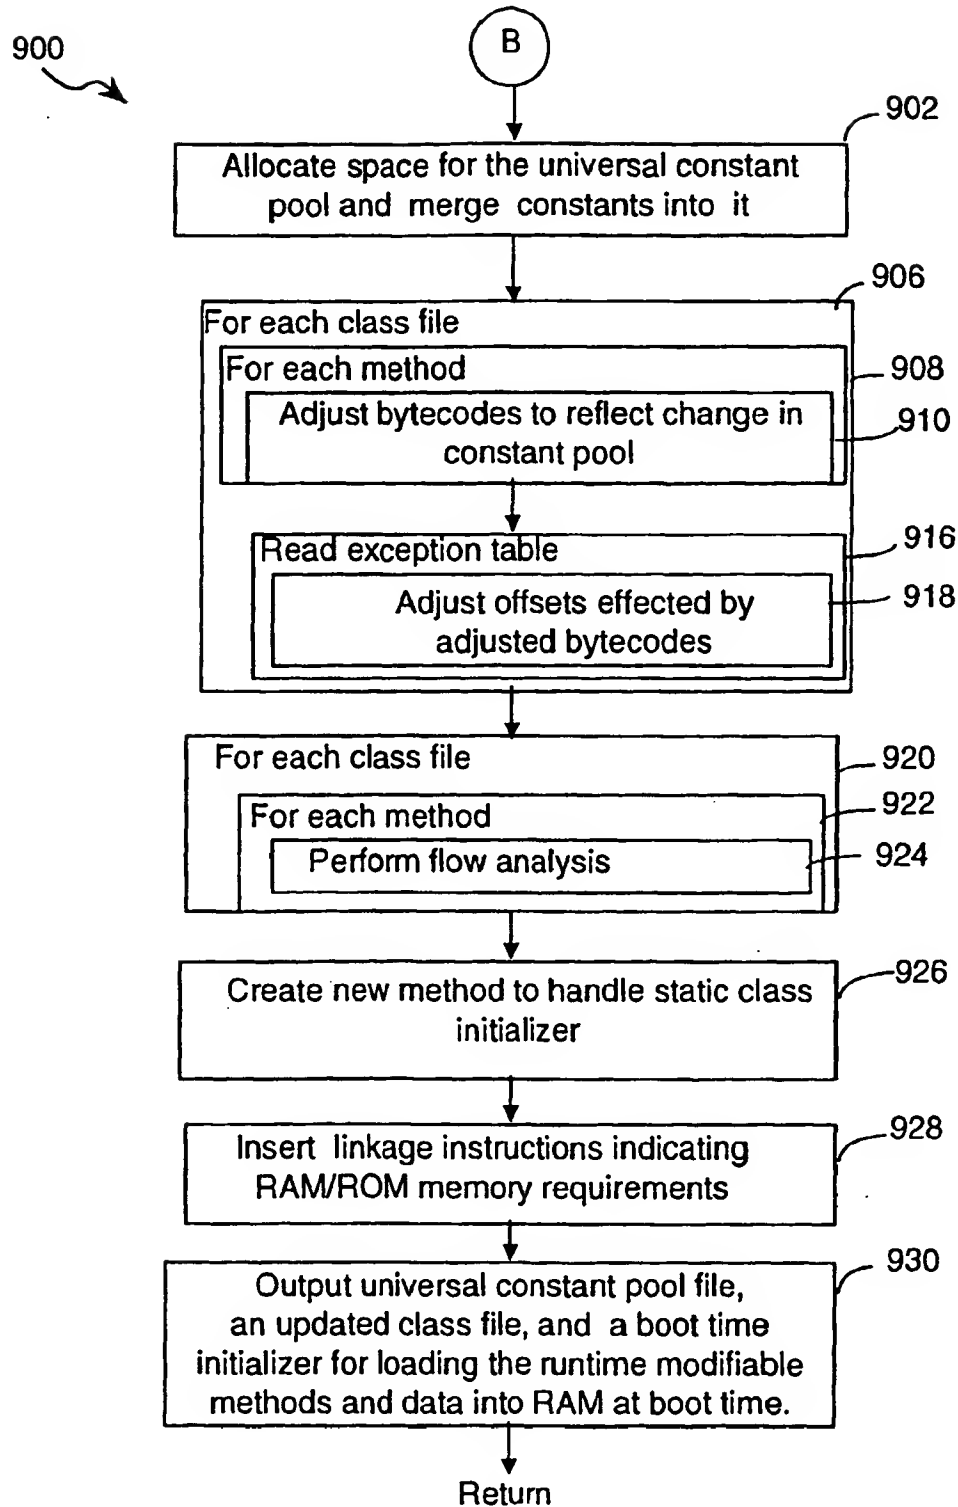 B
900
902
Allocate space for the universal constant
pool and merge constants into it
906
For each class file
For each method
908
Adjust bytecodes to reflect change in
constant pool
910
Read exception table
916
Adjust offsets effected by
adjusted bytecodes
918
For each class file
920
For each method
922
Perform flow analysis
924
Create new method to handle static class
initializer
926
Insert linkage instructions indicating
RAM/ROM memory requirements
928
Output universal constant pool file,
an updated class file, and a boot time
initializer for loading the runtime modifiable
methods and data into RAM at boot time.
930
Return